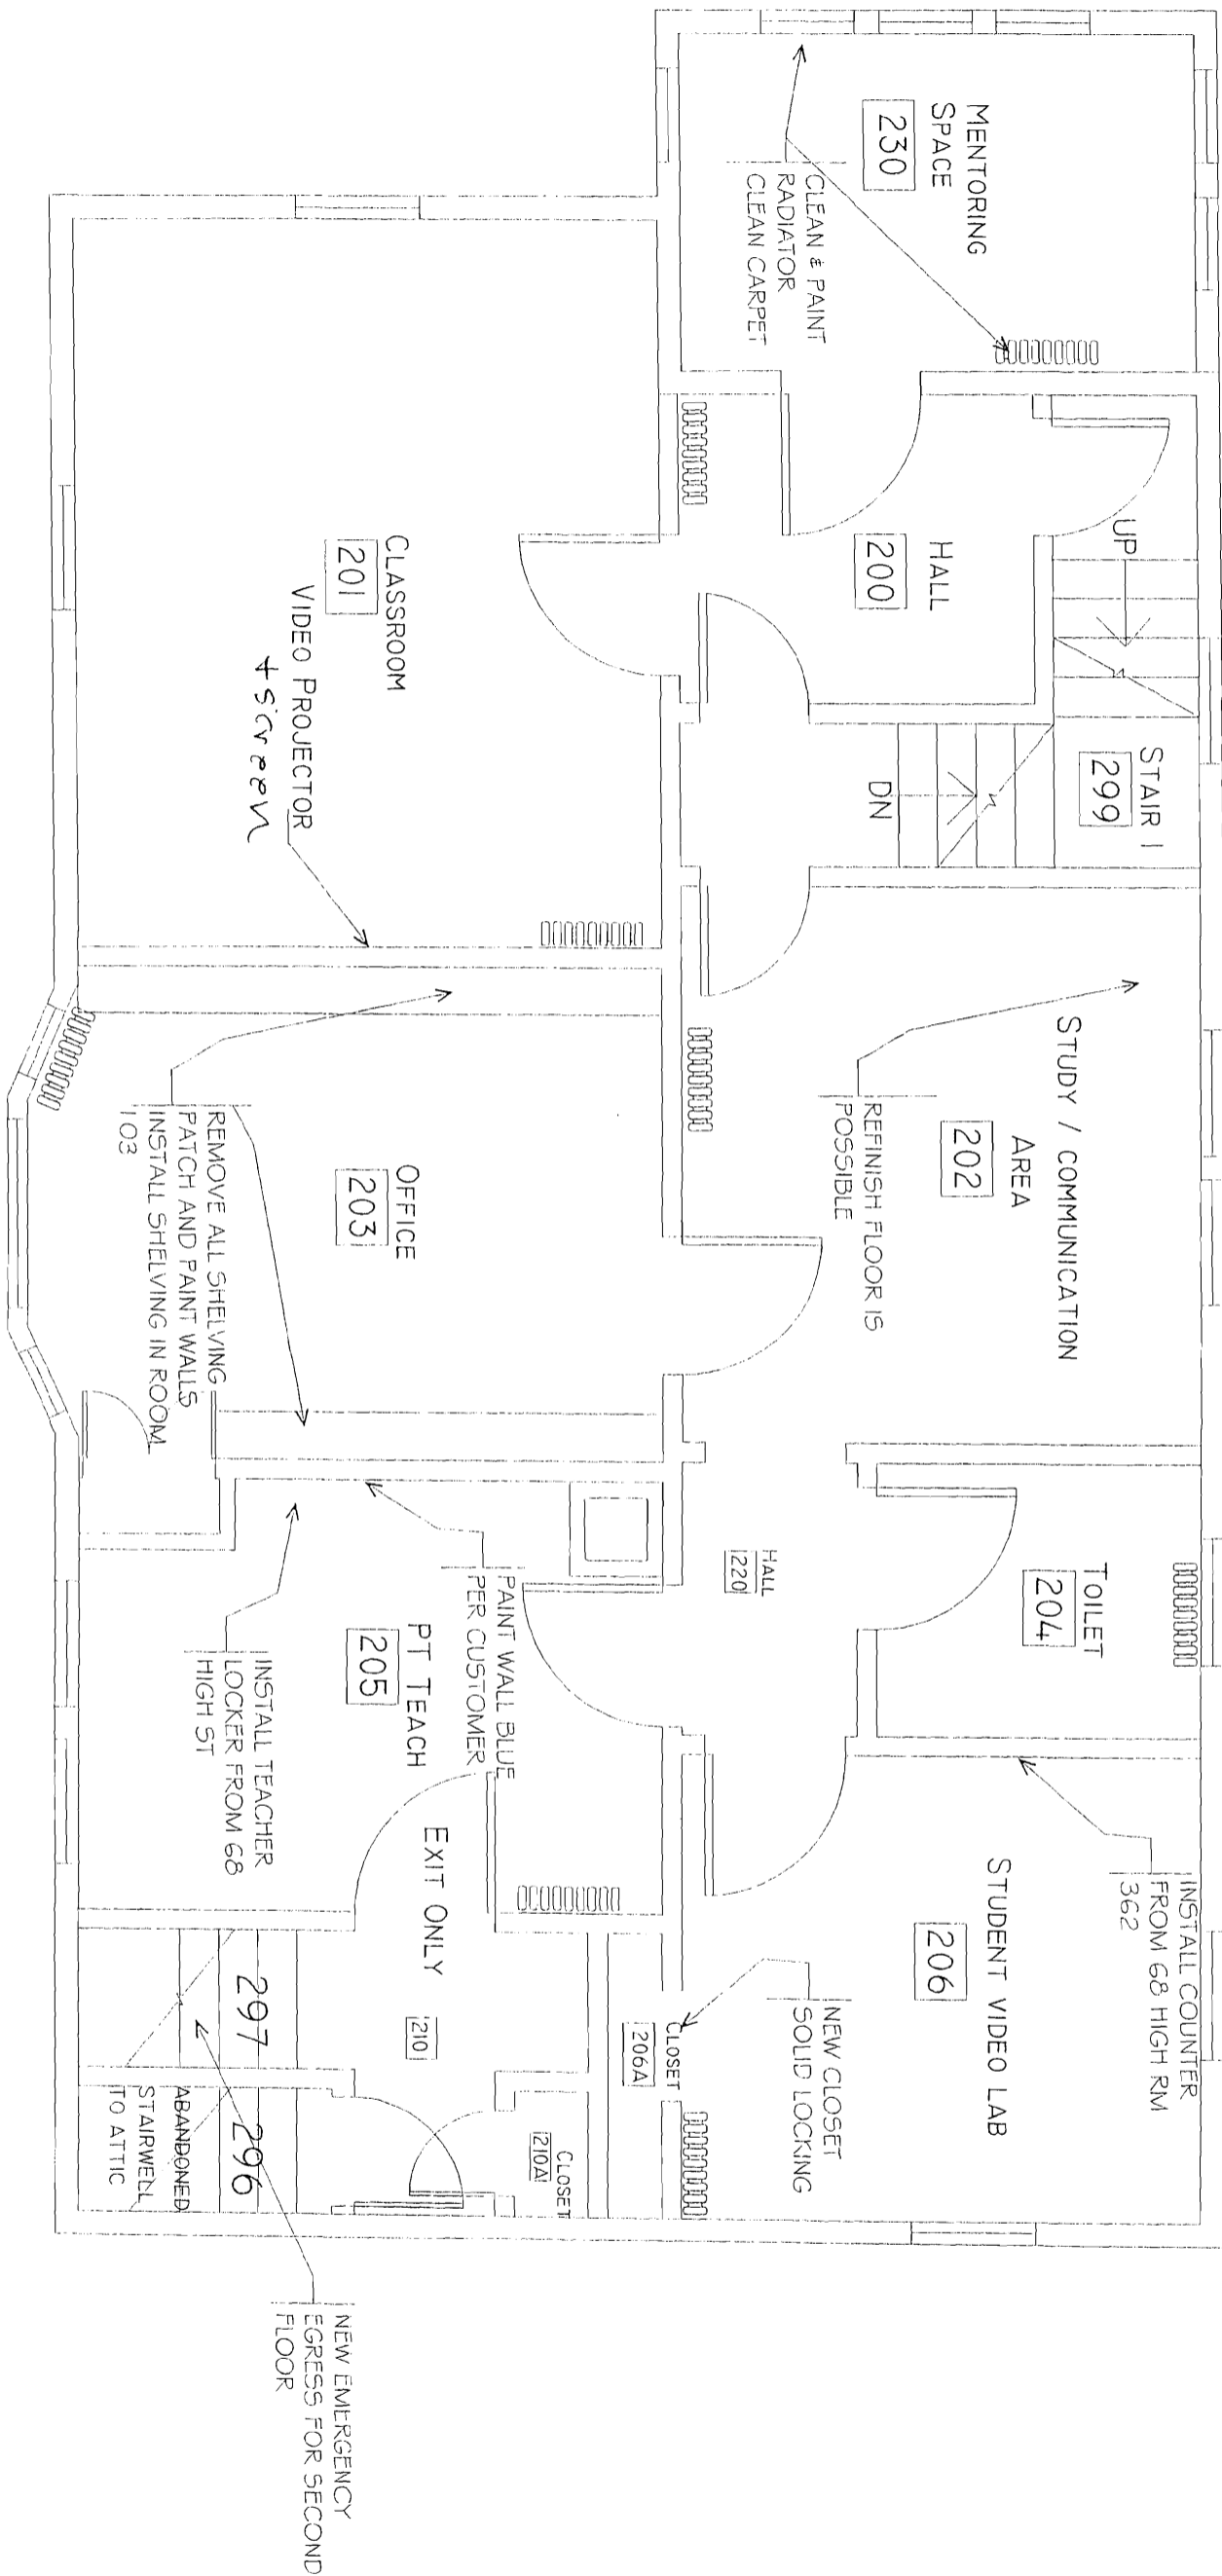 MENTORING
SPACE
230
CLEAN & PAINT
RADIATOR
CLEAN CARPET
UP
HALL
200
STAIR 1
299
DN
CLASSROOM
201
VIDEO PROJECTOR
+ screen
STUDY / COMMUNICATION
AREA
202
REFINISH FLOOR IS
POSSIBLE
OFFICE
203
REMOVE ALL SHELVING
PATCH AND PAINT WALLS
INSTALL SHELVING IN ROOM
103
TOILET
204
HALL
220
PAINT WALL BLUE
PER CUSTOMER
PT TEACH
205
INSTALL TEACHER
LOCKER FROM 68
HIGH ST
INSTALL COUNTER
FROM 68 HIGH RM
362
STUDENT VIDEO LAB
206
NEW CLOSET
SOLID LOCKING
CLOSET
206A
EXIT ONLY
210
CLOSET
210A
297
296
ABANDONED
STAIRWELL
TO ATTIC
NEW EMERGENCY
EGRESS FOR SECOND
FLOOR